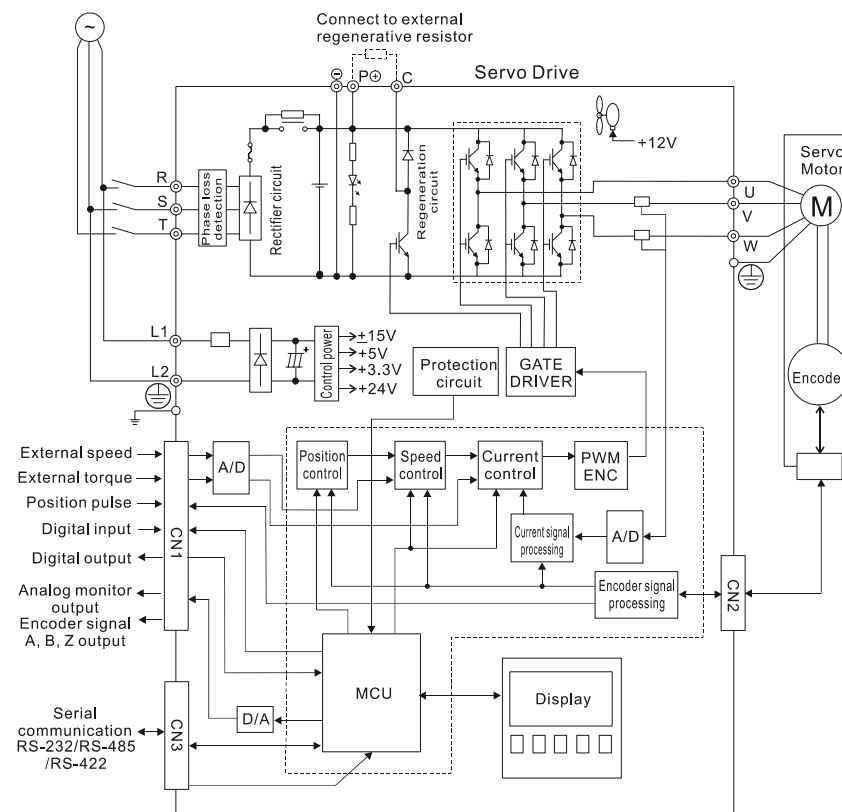 Connect to external
regenerative resistor
~
⊖ P⊕ C
Servo Drive
+12V
Servo
Motor
R
S
T
Phase loss
detection
Rectifier circuit
Regeneration
circuit
U
V
W
M
L1
L2
Control power
±15V
+5V
+3.3V
+24V
Protection
circuit
GATE
DRIVER
Encode
External speed
External torque
Position pulse
Digital input
Digital output
Analog monitor
output
Encoder signal
A, B, Z output
CN1
A/D
Position
control
Speed
control
Current
control
PWM
ENC
Current signal
processing
A/D
Encoder signal
processing
CN2
MCU
Display
D/A
Serial
communication
RS-232/RS-485
/RS-422
CN3